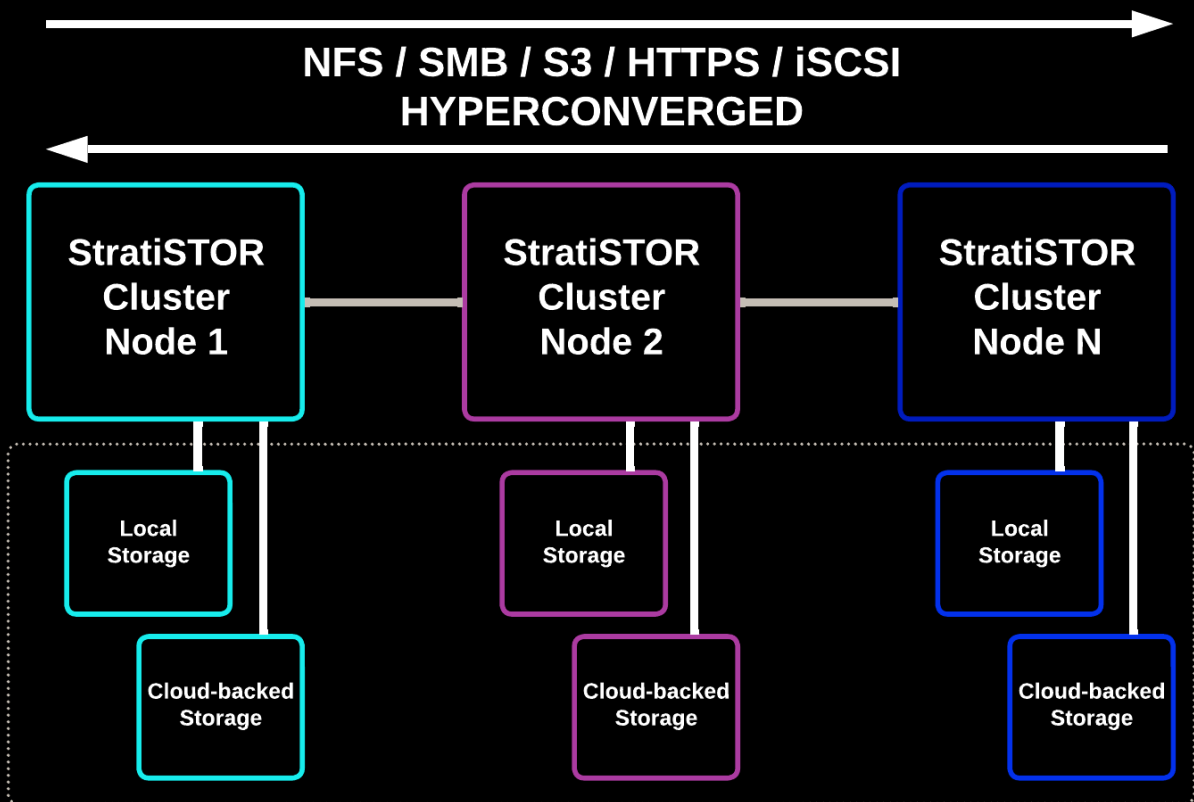 NFS / SMB / S3 / HTTPS / iSCSI
HYPERCONVERGED
StratiSTOR
Cluster
Node 1
StratiSTOR
Cluster
Node 2
StratiSTOR
Cluster
Node N
Local
Storage
Local
Storage
Local
Storage
Cloud-backed
Storage
Cloud-backed
Storage
Cloud-backed
Storage